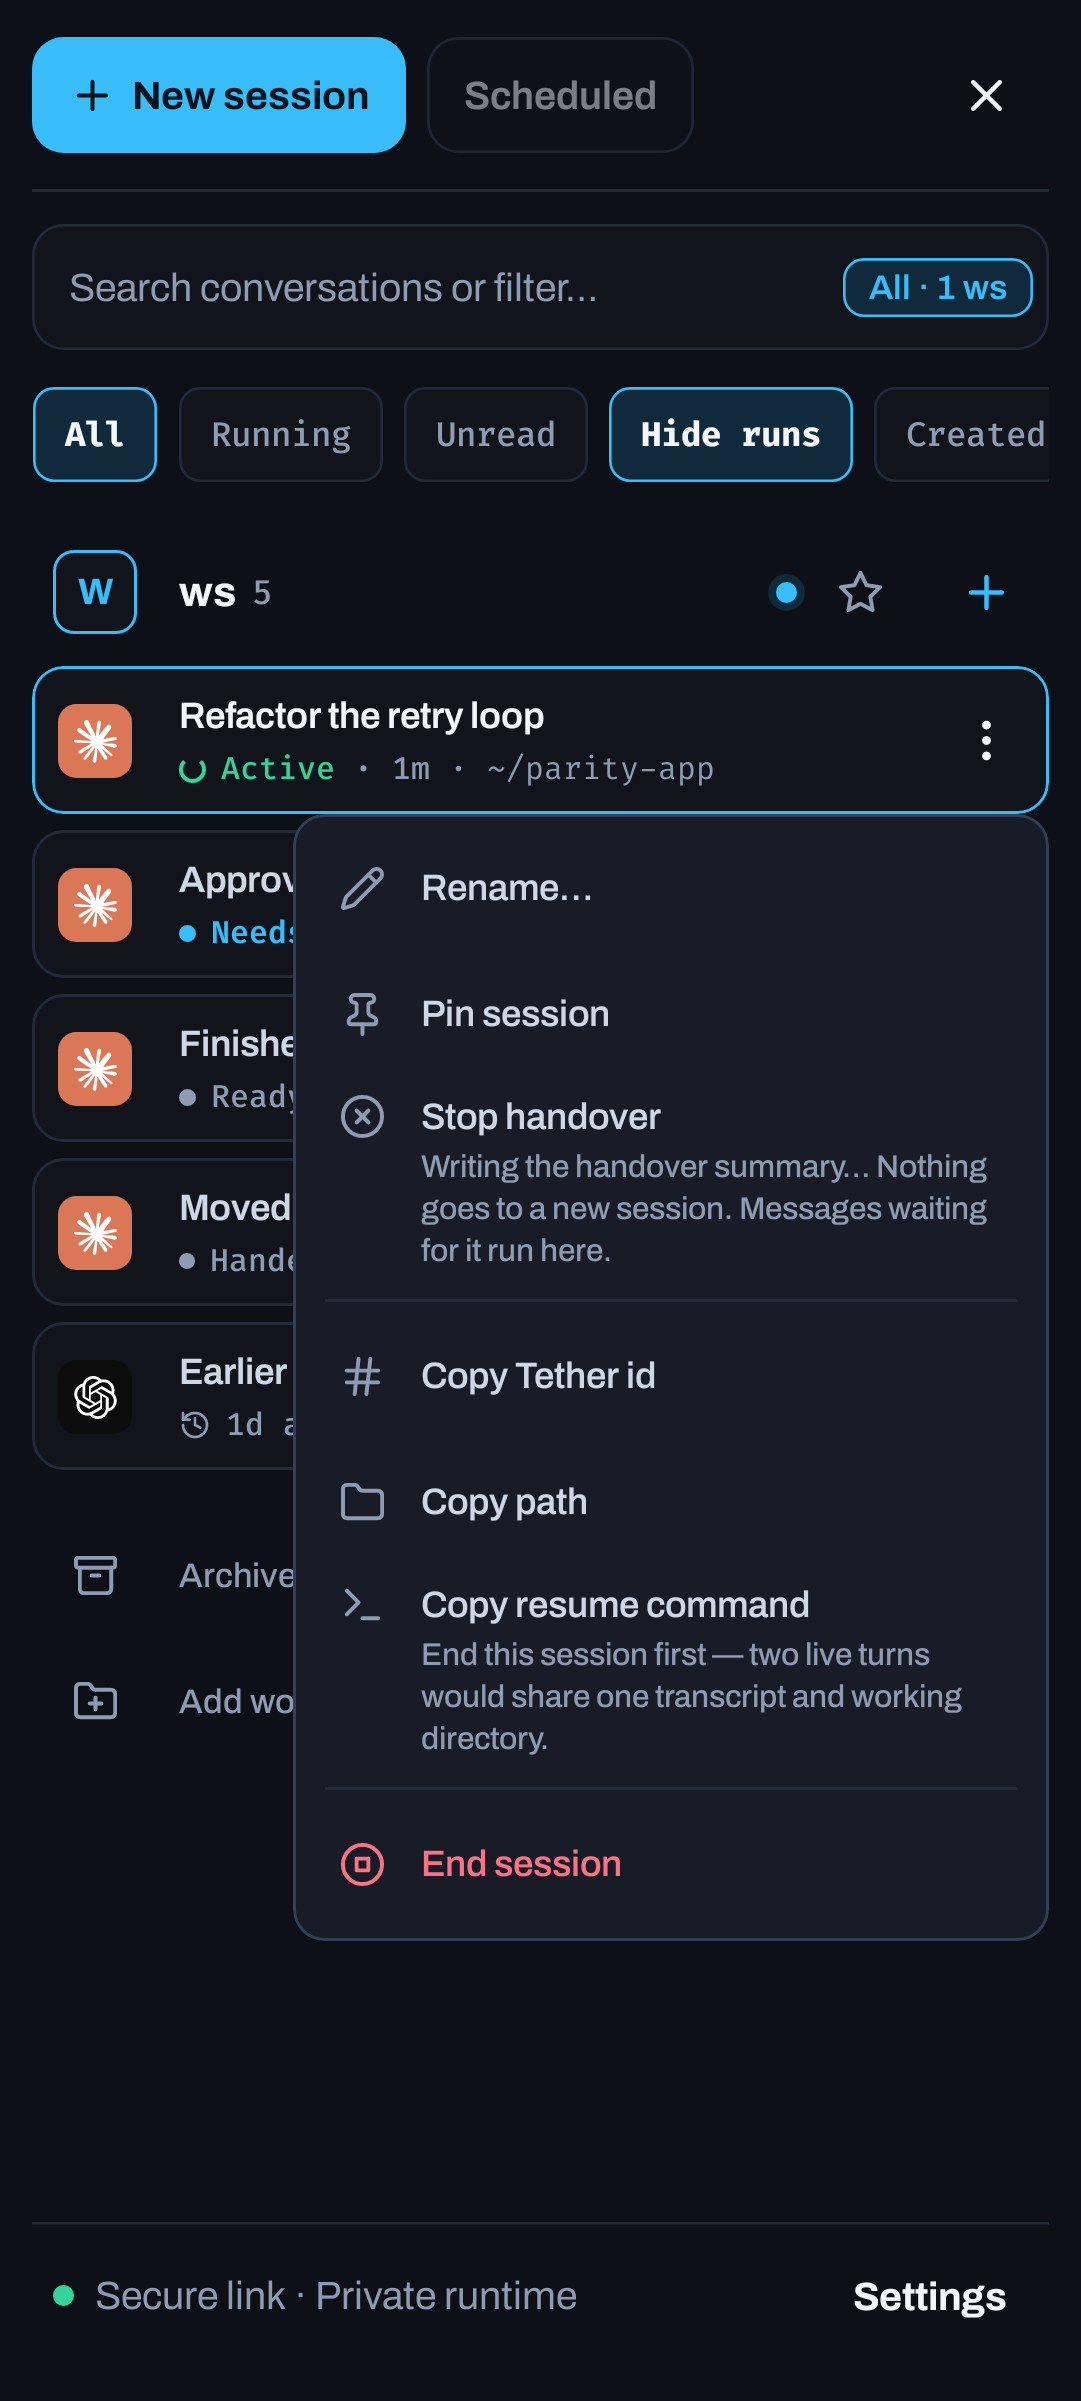 New session
Scheduled
Search conversations or filter...
All · 1 ws
All
Running
Unread
Hide runs
Created
W
ws 5
Refactor the retry loop
Active · 1m · ~/parity-app
Approv
Needs
Finishe
Ready
Moved
Hande
Earlier
1d a
Archive
Add wo
Rename...
Pin session
Stop handover
Writing the handover summary... Nothing
goes to a new session. Messages waiting
for it run here.
Copy Tether id
Copy path
Copy resume command
End this session first — two live turns
would share one transcript and working
directory.
End session
Secure link · Private runtime
Settings